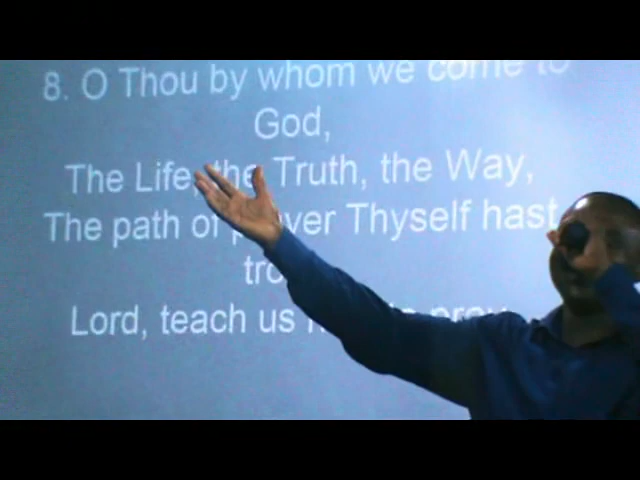 8. O Thou by whom we come to
God,
The Life, the Truth, the Way,
The path of prayer Thyself hast
Lord, teach us